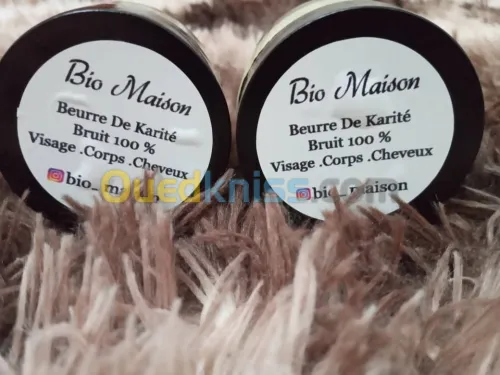 Bio Maison
Beurre De Karité
Bruit 100 %
Visage .Corps .Cheveux
Bio Maison
Beurre De Karité
Bruit 100 %
Visage .Corps .Cheveux
bio_maison
Ouedkniss.com